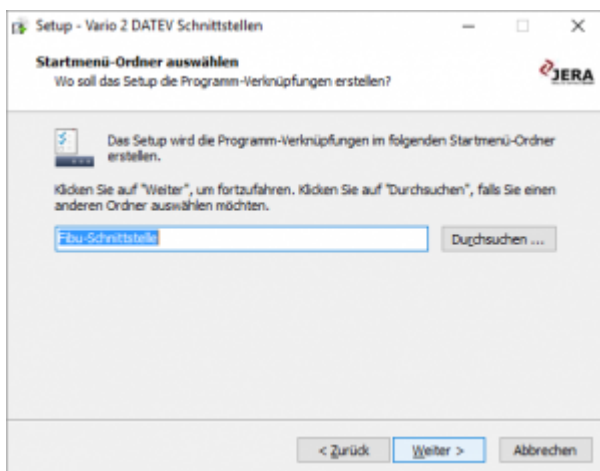 Setup - Vario 2 DATEV Schnittstellen
Startmenü-Ordner auswählen
Wo soll das Setup die Programm-Verknüpfungen erstellen?
JERA
Das Setup wird die Programm-Verknüpfungen im folgenden Startmenü-Ordner
erstellen.
Klicken Sie auf "Weiter", um fortzufahren. Klicken Sie auf "Durchsuchen", falls Sie einen
anderen Ordner auswählen möchten.
Fibu-Schnittstelle
Durchsuchen ...
< Zurück
Weiter >
Abbrechen